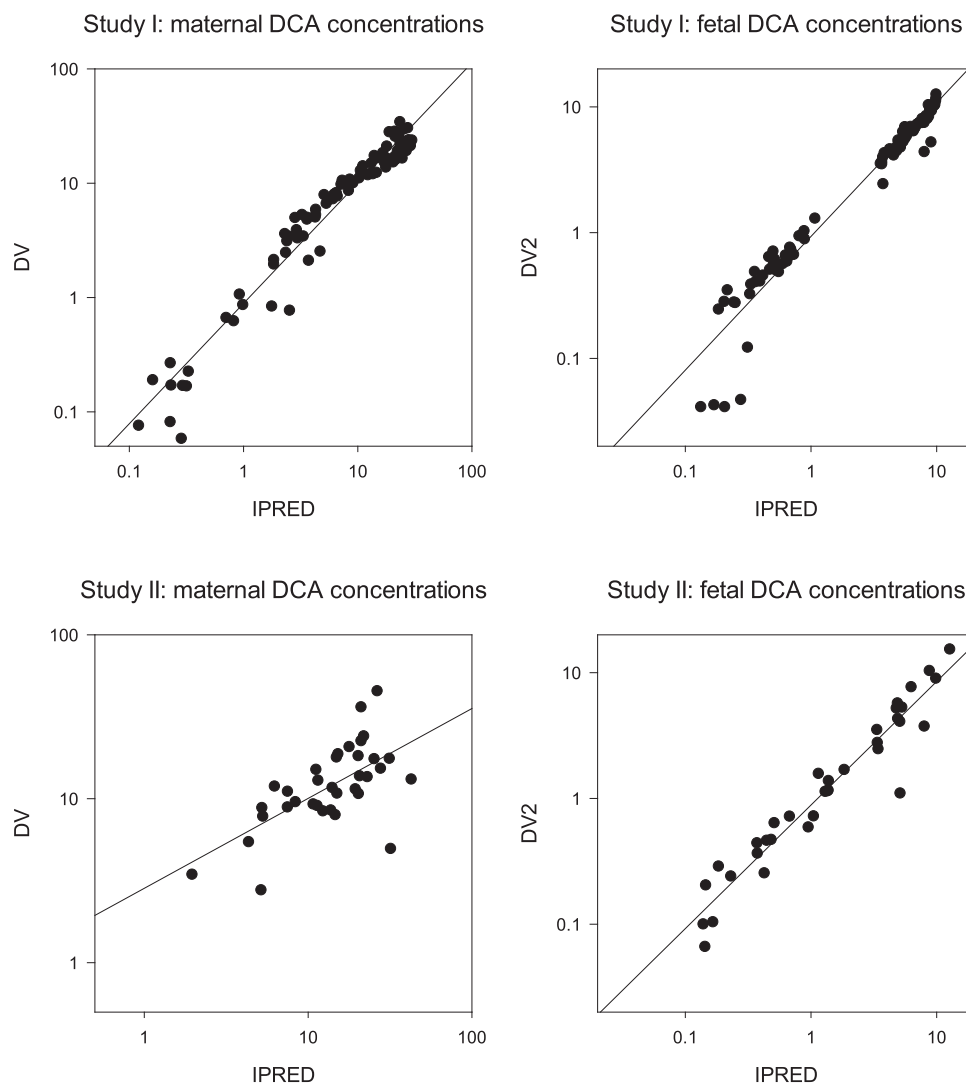 Study I: maternal DCA concentrations
100
10
1
0.1
DV
0.1 1 10 100
IPRED
Study I: fetal DCA concentrations
10
1
0.1
DV2
0.1 1 10
IPRED
Study II: maternal DCA concentrations
100
10
1
DV
1 10 100
IPRED
Study II: fetal DCA concentrations
10
1
0.1
DV2
0.1 1 10
IPRED